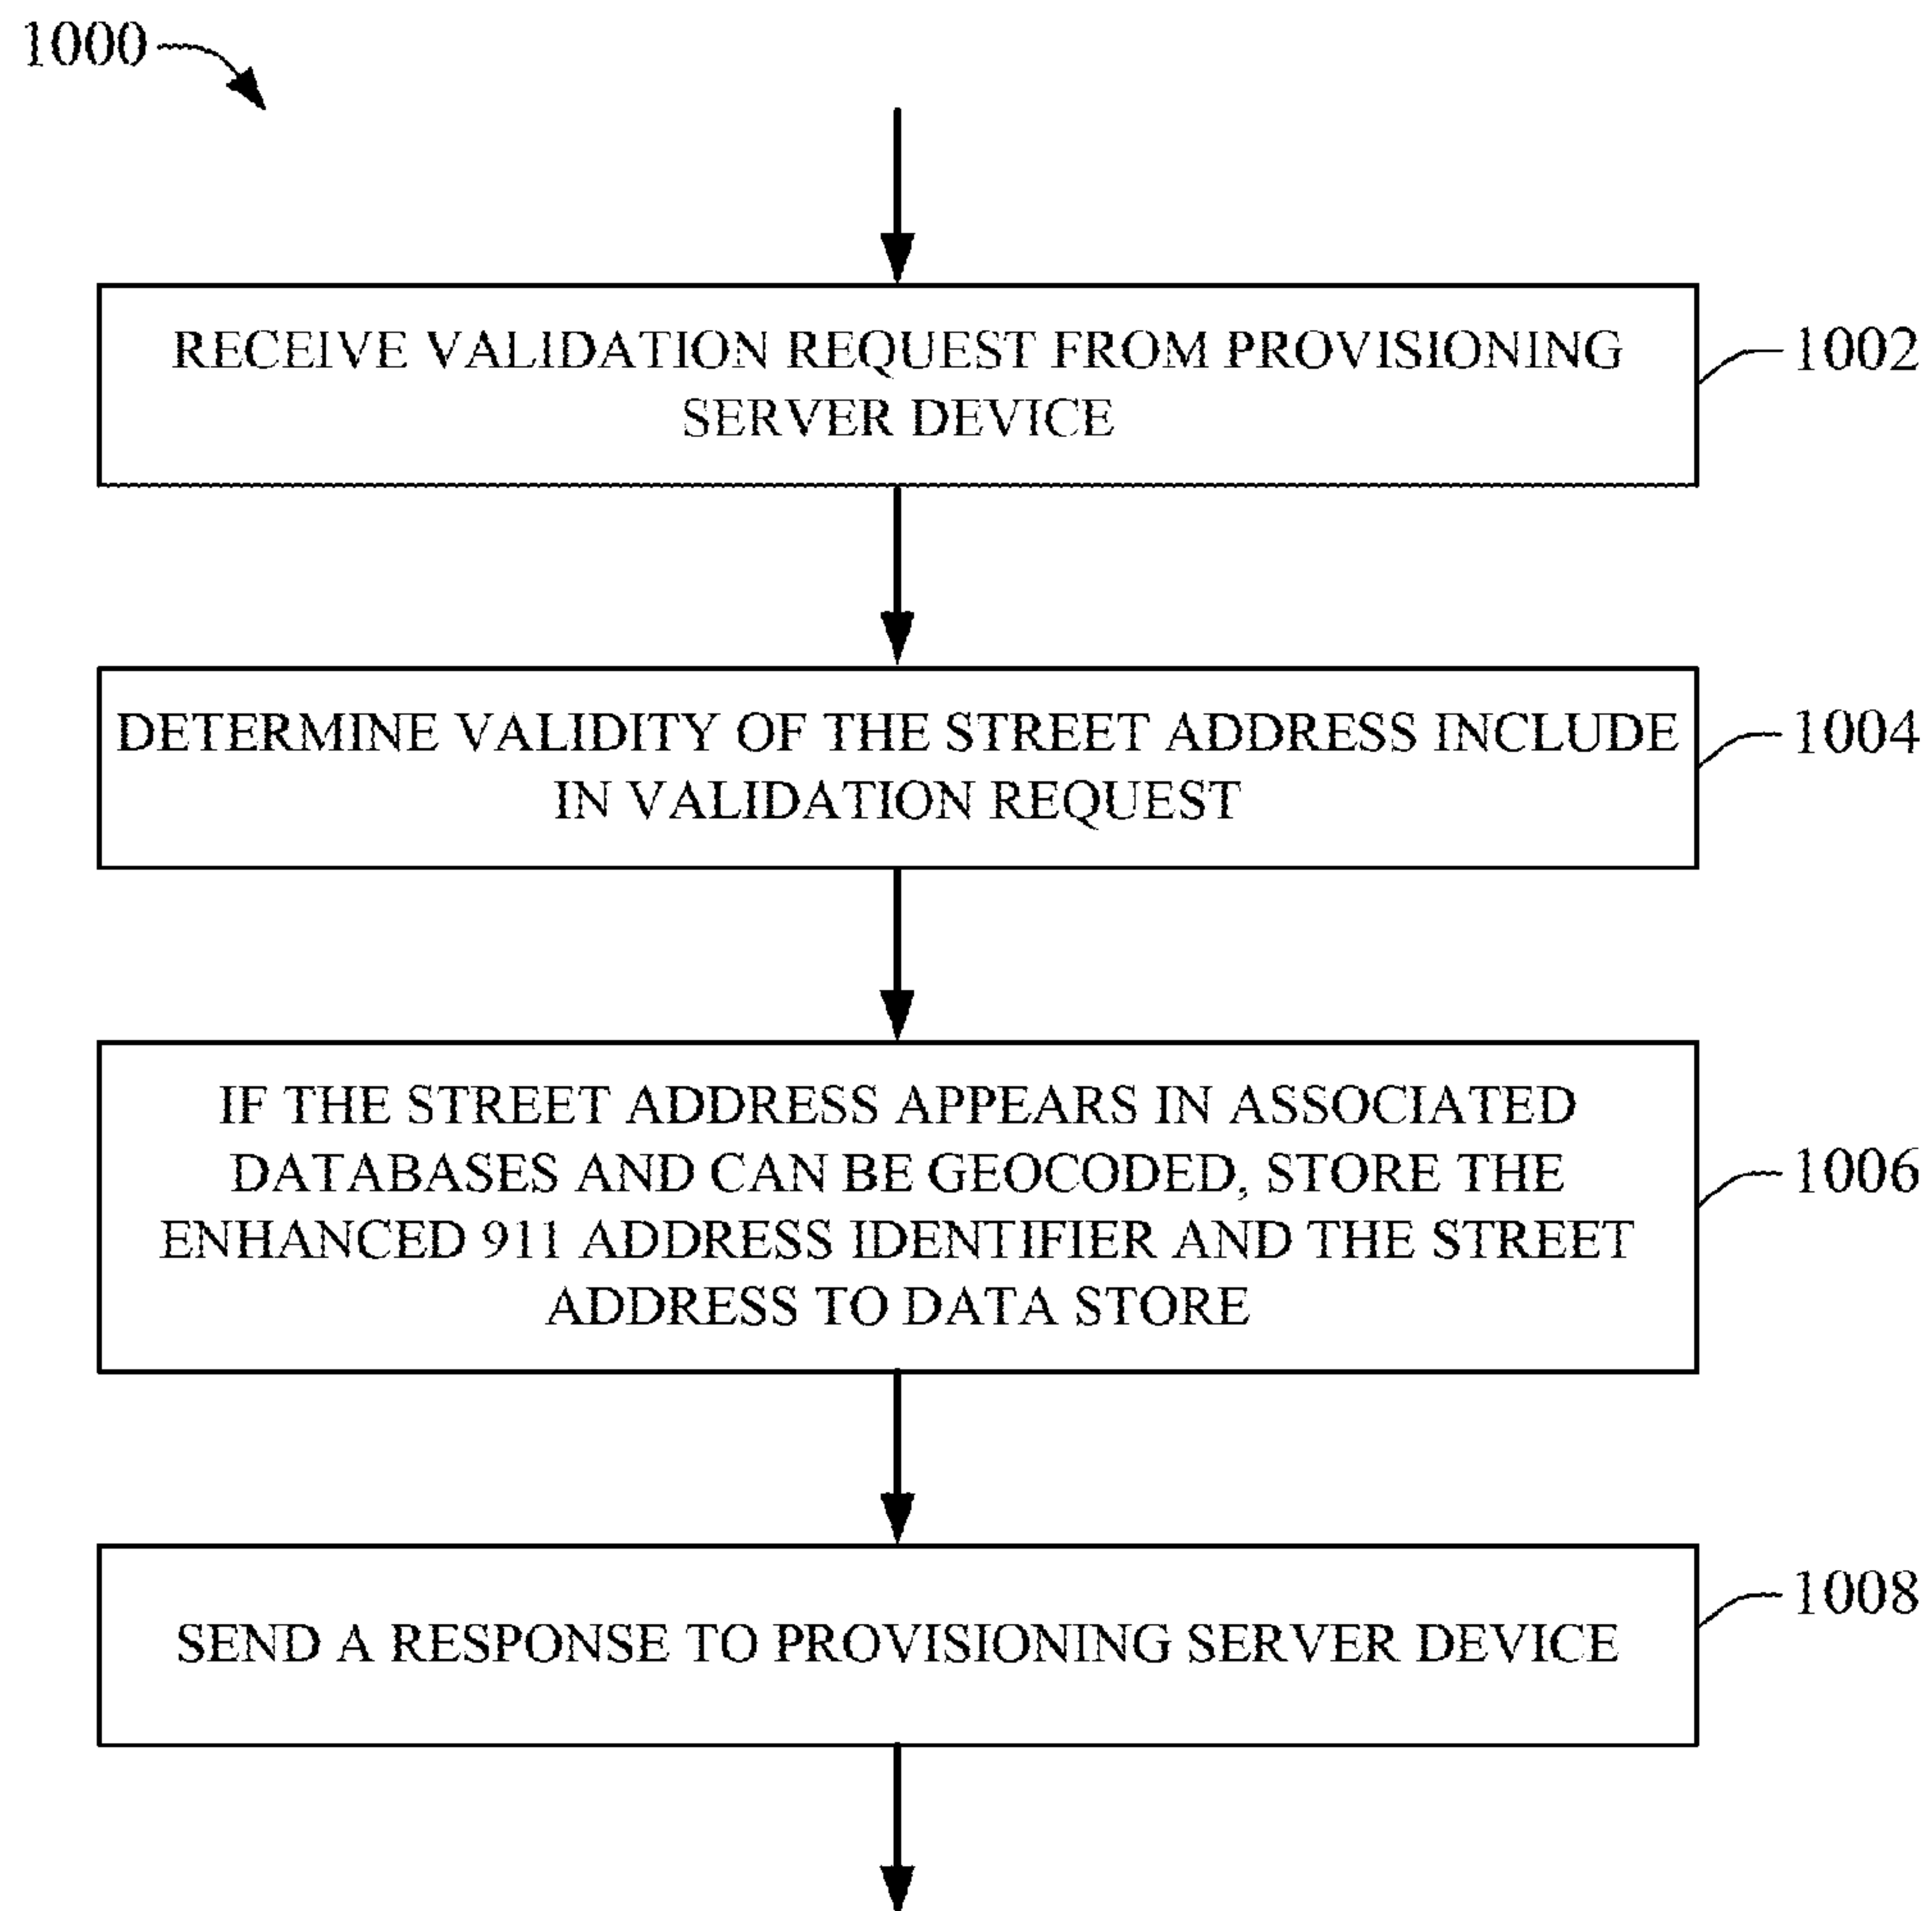 1000
RECEIVE VALIDATION REQUEST FROM PROVISIONING
SERVER DEVICE
1002
DETERMINE VALIDITY OF THE STREET ADDRESS INCLUDE
IN VALIDATION REQUEST
1004
IF THE STREET ADDRESS APPEARS IN ASSOCIATED
DATABASES AND CAN BE GEOCODED, STORE THE
ENHANCED 911 ADDRESS IDENTIFIER AND THE STREET
ADDRESS TO DATA STORE
1006
SEND A RESPONSE TO PROVISIONING SERVER DEVICE
1008